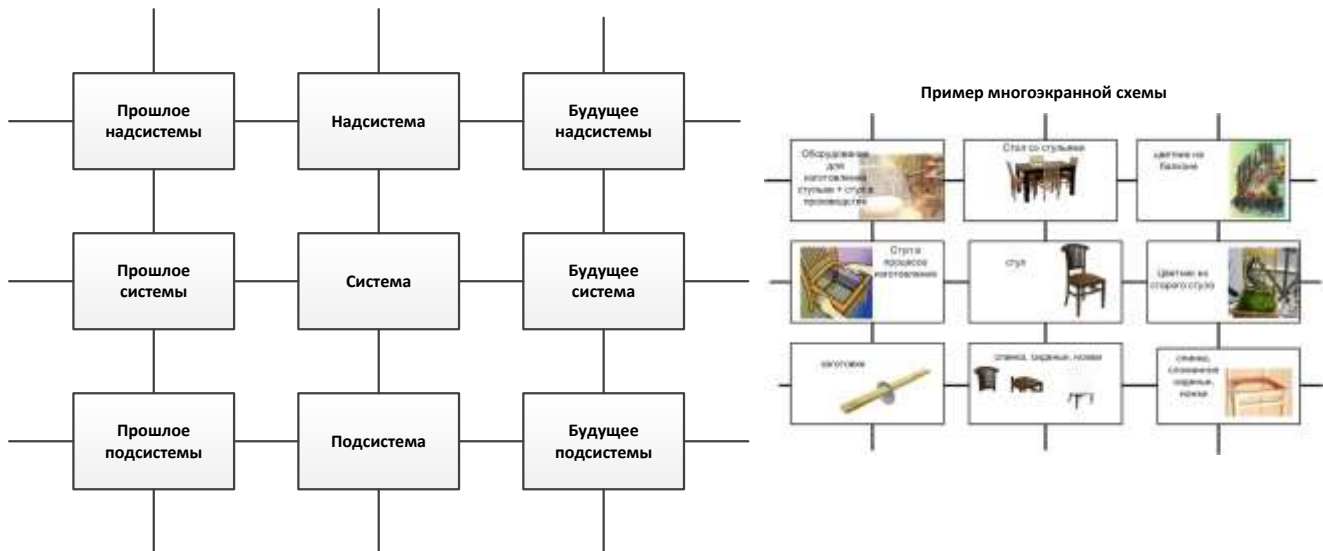 Прошлое
надсистемы
Надсистема
Будущее
надсистемы
Прошлое
системы
Система
Будущее
система
Прошлое
подсистемы
Подсистема
Будущее
подсистемы
Пример многоэкранной схемы
Оборудование
для
изготовления
стульев + стул в
производстве
Стол со стульями
цветник на
балконе
Стул в
процессе
изготовления
стул
Цветник из
старого стула
заготовки
спинка, сиденье, ножки
спинка,
сломанное
сиденье,
ножки